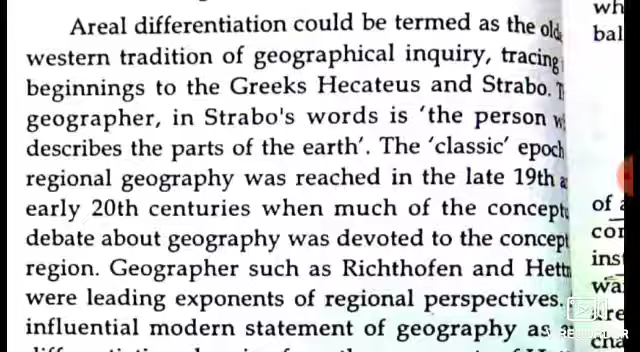 Areal differentiation could be termed as the
western tradition of geographical inquiry, tracing
beginnings to the Greeks Hecateus and Strabo.
geographer, in Strabo's words is 'the person
describes the parts of the earth'. The 'classic' epoch
regional geography was reached in the late 19th
early 20th centuries when much of the
debate about geography was devoted to the concept
region. Geographer such as Richthofen and
were leading exponents of regional perspectives.
influential modern statement of geography as
of